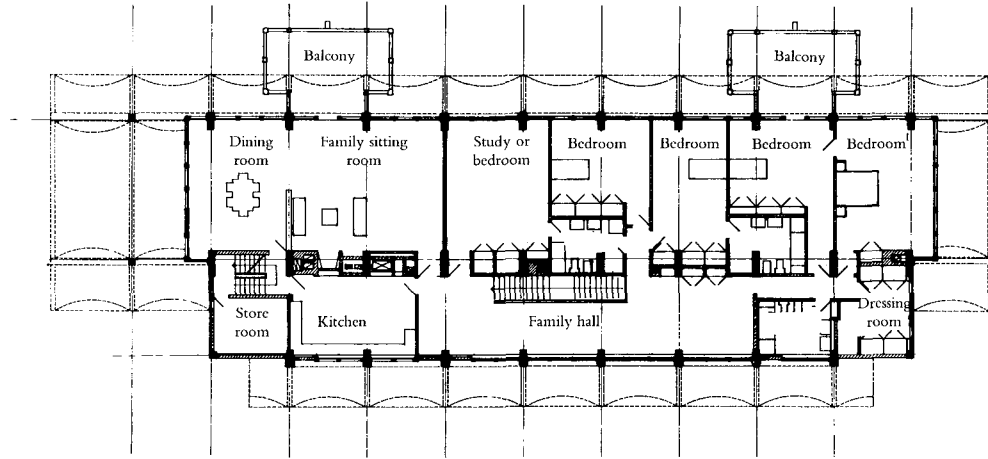 Balcony
Balcony
Dining
room
Family sitting
room
Study or
bedroom
Bedroom
Bedroom
Bedroom
Bedroom
Store
room
Kitchen
Family hall
Dressing
room